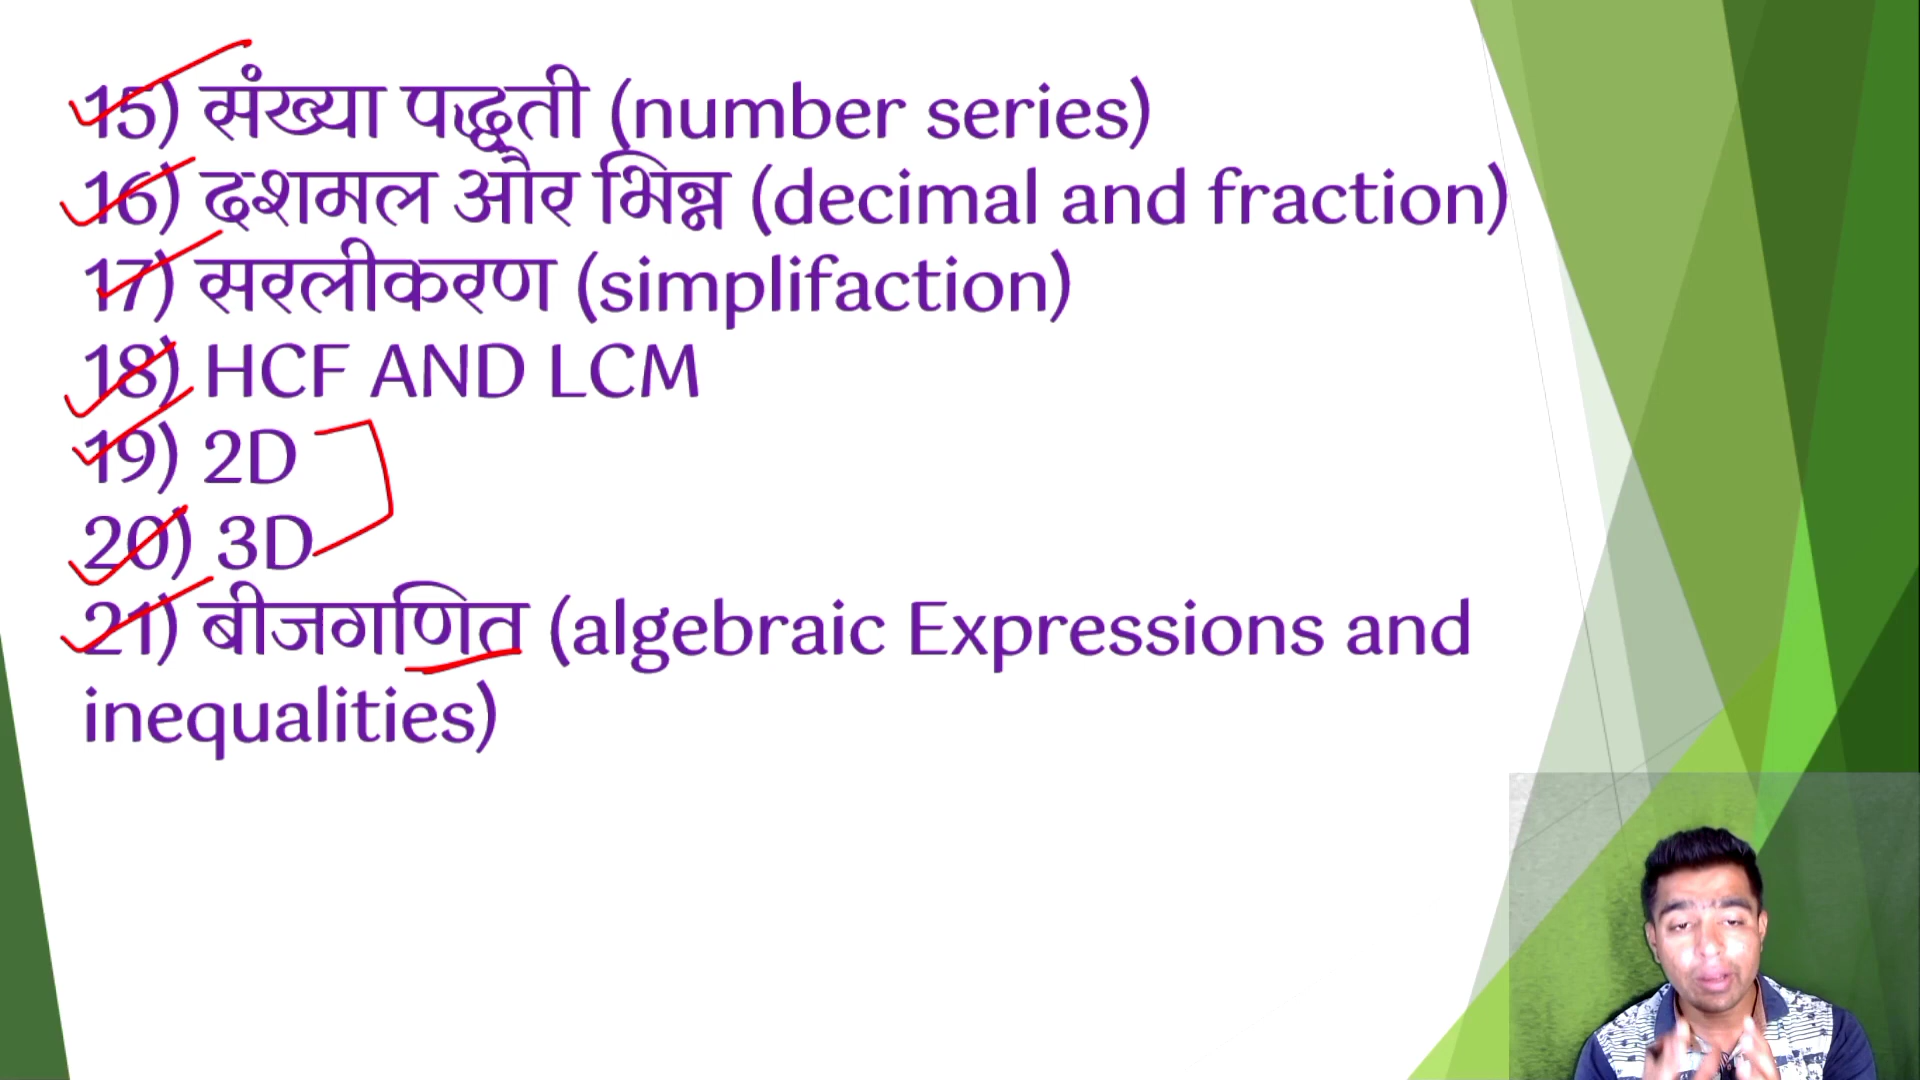 15) संख्या पद्धती (number series)
16) दशमल और भिन्न (decimal and fraction)
17) सरलीकरण (simplifaction)
18) HCF AND LCM
19) 2D
20) 3D
21) बीजगणित (algebraic Expressions and
inequalities)